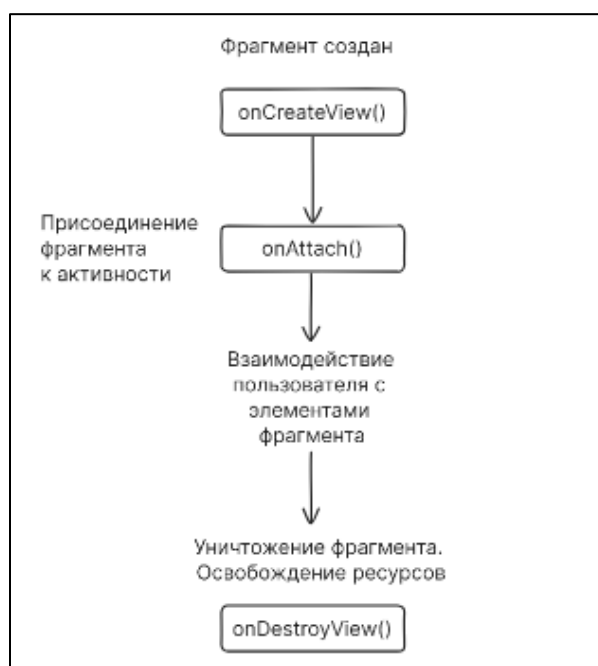 Фрагмент создан
onCreateView()
Присоединение
фрагмента
к активности
onAttach()
Взаимодействие
пользователя с
элементами
фрагмента
Уничтожение фрагмента.
Освобождение ресурсов
onDestroyView()